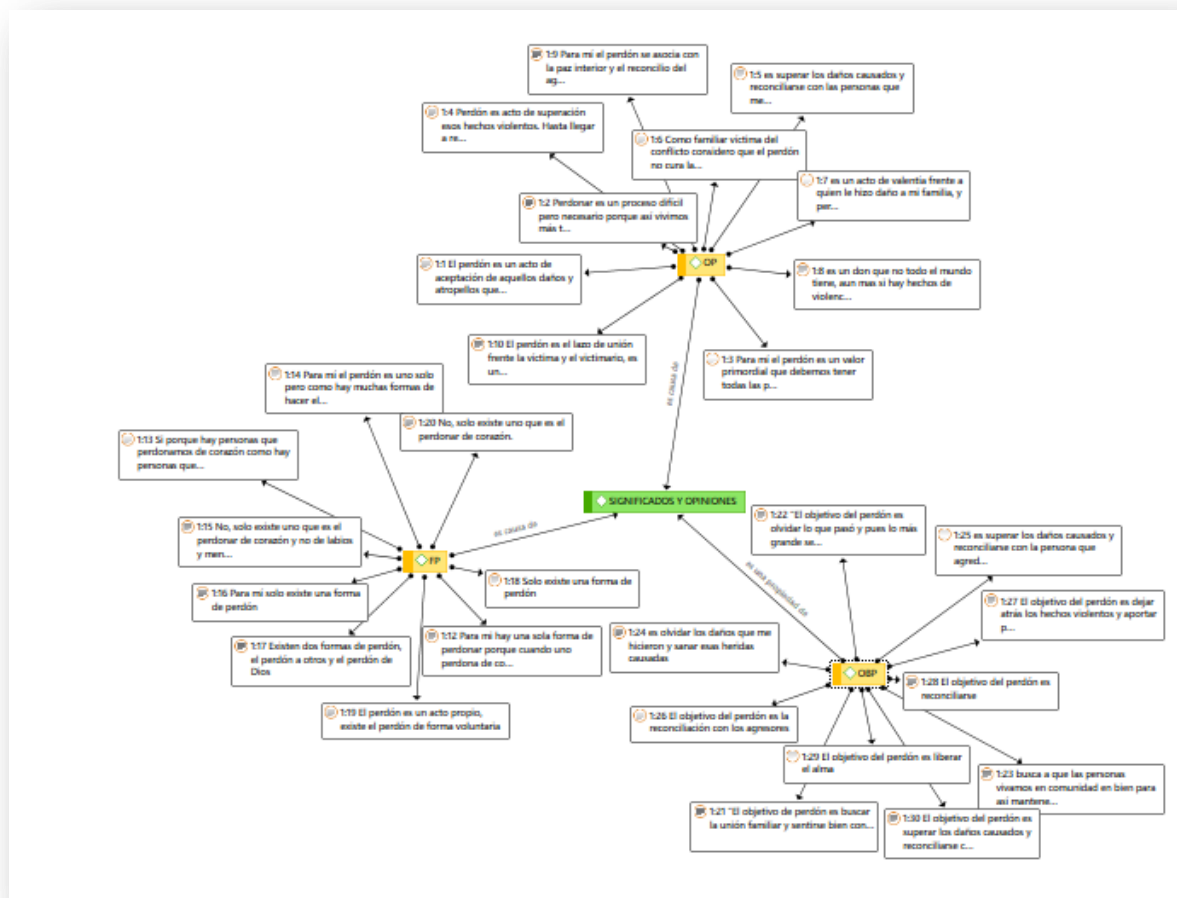 1:9 Para mi el perdón se asocia con
la paz interior y el reconcilio del
ag...
1:5 es superar los daños causados y
reconciliarse con las personas que
me...
1:4 Perdón es acto de superación
esos hechos violentos. Hasta llegar
a re...
1:6 Como familiar victima del
conflicto considero que el perdón
no cura la...
1:7 es un acto de valentía frente a
quien le hizo daño a mi familia, y
per...
1:2 Perdonar es un proceso difícil
pero necesario porque asi vivimos
más t...
OP
1:1 El perdón es un acto de
aceptación de aquellos daños y
atropellos que...
1:8 es un don que no todo el mundo
tiene, aun mas si hay hechos de
violenc...
1:10 El perdón es el lazo de unión
frente la victima y el victimario, es
un...
1:3 Para mi el perdón es un valor
primordial que debemos tener
todas las p...
es causa de
1:14 Para mi el perdón es uno solo
pero como hay muchas formas de
hacer el...
1:20 No, solo existe uno que es el
perdonar de corazón.
1:13 Si porque hay personas que
perdonamos de corazón como hay
personas que...
SIGNIFICADOS Y OPINIONES
1:15 No, solo existe uno que es el
perdonar de corazón y no de labios
y men...
es causa de
FP
1:16 Para mi solo existe una forma
de perdón
1:18 Solo existe una forma de
perdón
1:17 Existen dos formas de perdón,
el perdón a otros y el perdón de
Dios
1:12 Para mi hay una sola forma de
perdonar porque cuando uno
perdona de co...
1:19 El perdón es un acto propio,
existe el perdón de forma voluntaria
1:22 "El objetivo del perdón es
olvidar lo que pasó y pues lo más
grande se...
1:25 es superar los daños causados y
reconciliarse con la persona que
agred...
es una propiedad de
1:27 El objetivo del perdón es dejar
atrás los hechos violentos y aportar
p...
1:24 es olvidar los daños que me
hicieron y sanar esas heridas
causadas
OBP
1:28 El objetivo del perdón es
reconciliarse
1:26 El objetivo del perdón es la
reconciliación con los agresores
1:29 El objetivo del perdón es liberar
el alma
1:23 busca a que las personas
vivamos en comunidad en bien para
asi mantene...
1:21 "El objetivo de perdón es buscar
la unión familiar y sentirse bien con...
1:30 El objetivo del perdón es
superar los daños causados y
reconciliarse c...